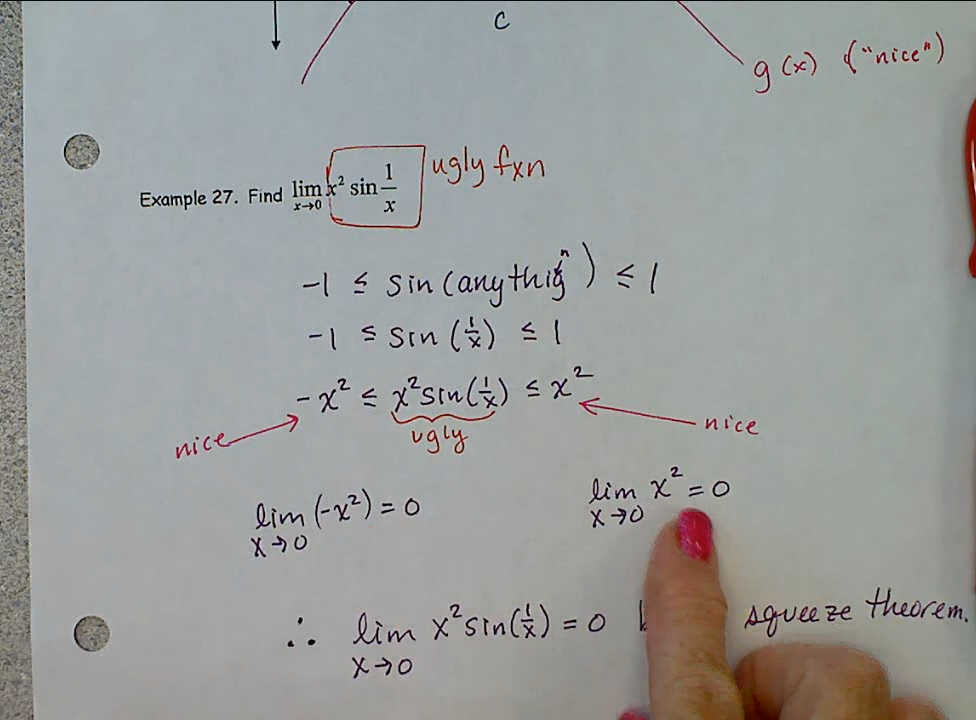 C
g(x) ("nice")
Example 27. Find lim x→0 x² sin 1/x ugly fxn
-1 ≤ sin(anything) ≤ 1
-1 ≤ sin(1/x) ≤ 1
-x² ≤ x²sin(1/x) ≤ x²
nice ugly nice
lim x→0 (-x²) = 0 lim x→0 x² = 0
∴ lim x→0 x²sin(1/x) = 0 squeeze theorem.